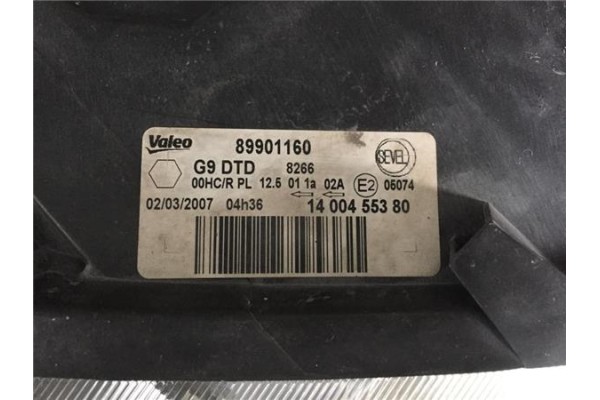 Valeo 89901160
G9 DTD 8266 SEVEL
00HC/R PL 12.5 01 1a 02A E2 05074
02/03/2007 04h36 14 004 553 80